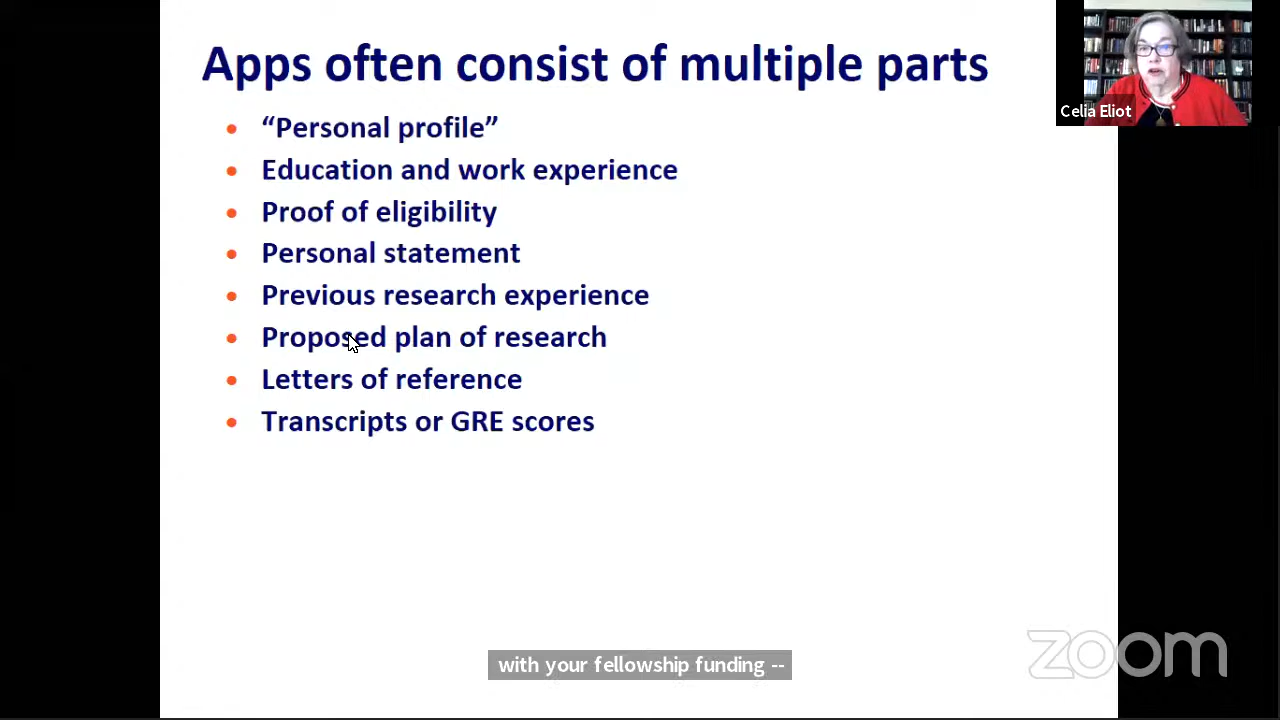 Apps often consist of multiple parts
Celia Eliot
• “Personal profile”
• Education and work experience
• Proof of eligibility
• Personal statement
• Previous research experience
• Proposed plan of research
• Letters of reference
• Transcripts or GRE scores
with your fellowship funding --
zoom